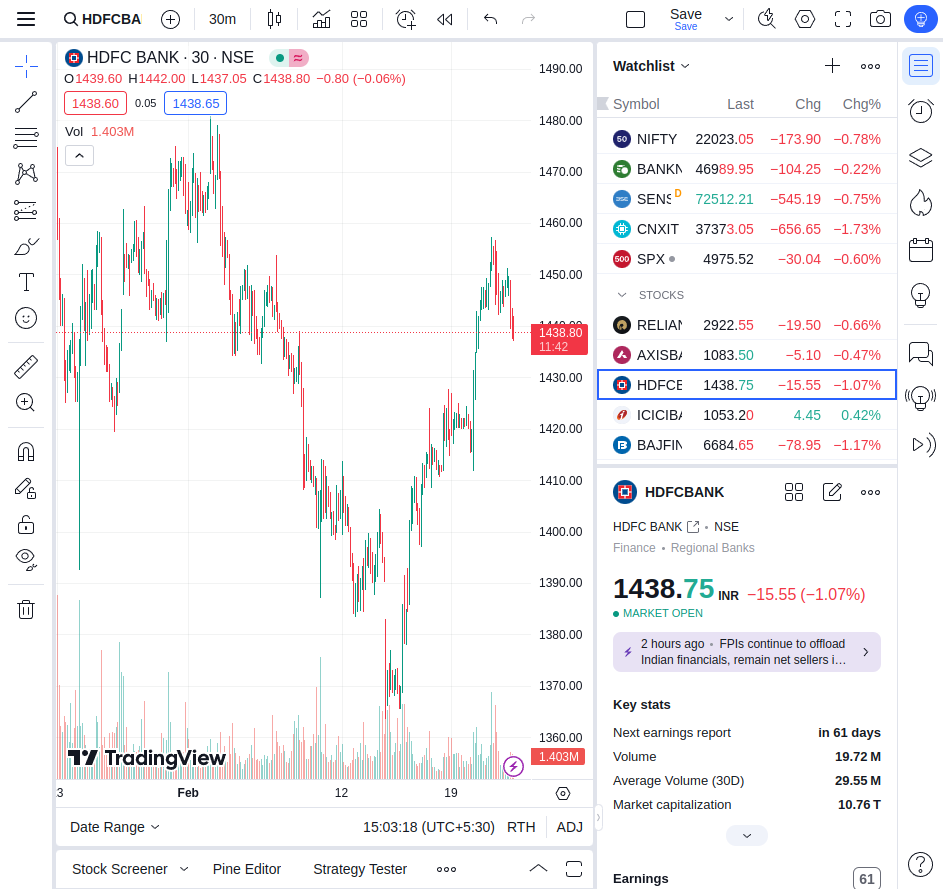 HDFCBA
30m
Save
Save
HDFC BANK · 30 · NSE
≈
O1439.60 H1442.00 L1437.05 C1438.80 −0.80 (−0.06%)
1438.60 0.05 1438.65
Vol 1.403M
1490.00
1480.00
1470.00
1460.00
1450.00
1440.00
1438.80
11:42
1430.00
1420.00
1410.00
1400.00
1390.00
1380.00
1370.00
1360.00
1.403M
TradingView
3 Feb 12 19
Date Range
15:03:18 (UTC+5:30) RTH ADJ
Stock Screener Pine Editor Strategy Tester
Watchlist
Symbol Last Chg Chg%
50 NIFTY 22023.05 −173.90 −0.78%
BANKN 46989.95 −104.25 −0.22%
SENS D 72512.21 −545.19 −0.75%
CNXIT 37373.05 −656.65 −1.73%
500 SPX 4975.52 −30.04 −0.60%
STOCKS
RELIAN 2922.55 −19.50 −0.66%
AXISBA 1083.50 −5.10 −0.47%
HDFCB 1438.75 −15.55 −1.07%
ICICIBA 1053.20 4.45 0.42%
BAJFIN 6684.65 −78.95 −1.17%
HDFCBANK
HDFC BANK • NSE
Finance • Regional Banks
1438.75 INR −15.55 (−1.07%)
MARKET OPEN
2 hours ago • FPIs continue to offload
Indian financials, remain net sellers i…
Key stats
Next earnings report in 61 days
Volume 19.72 M
Average Volume (30D) 29.55 M
Market capitalization 10.76 T
Earnings 61